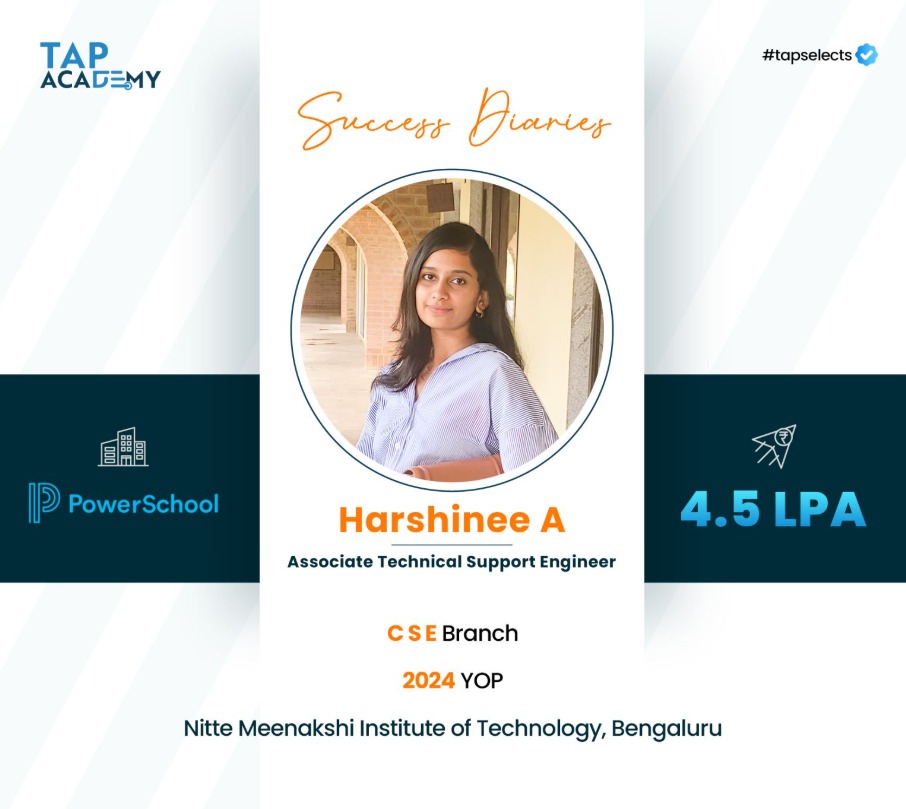 TAP
ACADEMY
#tapselects
Success Diaries
PowerSchool
4.5 LPA
Harshinee A
Associate Technical Support Engineer
CSE Branch
2024 YOP
Nitte Meenakshi Institute of Technology, Bengaluru